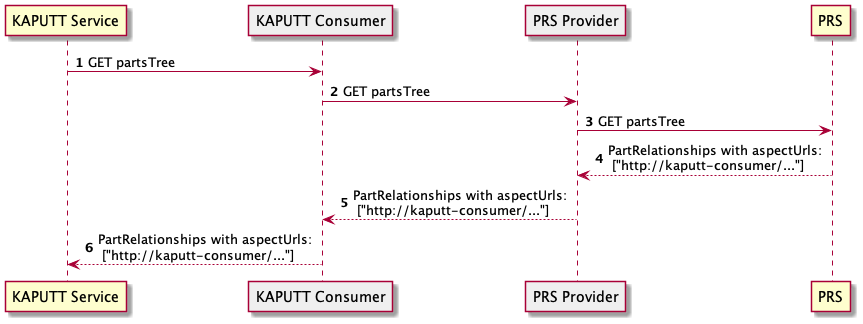 KAPUTT Service
KAPUTT Consumer
PRS Provider
PRS
1 GET partsTree
2 GET partsTree
3 GET partsTree
4 PartRelationships with aspectUrls:
["http://kaputt-consumer/..."]
5 PartRelationships with aspectUrls:
["http://kaputt-consumer/..."]
6 PartRelationships with aspectUrls:
["http://kaputt-consumer/..."]
KAPUTT Service
KAPUTT Consumer
PRS Provider
PRS